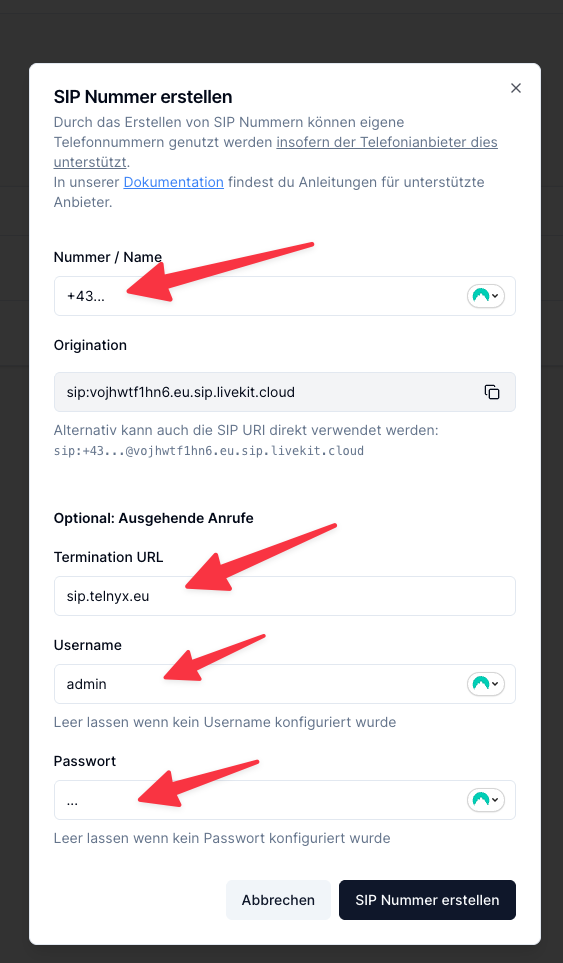 SIP Nummer erstellen
Durch das Erstellen von SIP Nummern können eigene
Telefonnummern genutzt werden insofern der Telefonianbieter dies
unterstützt.
In unserer Dokumentation findest du Anleitungen für unterstützte
Anbieter.
Nummer / Name
+43...
Origination
sip:vojhwtf1hn6.eu.sip.livekit.cloud
Alternativ kann auch die SIP URI direkt verwendet werden:
sip:+43...@vojhwtf1hn6.eu.sip.livekit.cloud
Optional: Ausgehende Anrufe
Termination URL
sip.telnyx.eu
Username
admin
Leer lassen wenn kein Username konfiguriert wurde
Passwort
...
Leer lassen wenn kein Passwort konfiguriert wurde
Abbrechen
SIP Nummer erstellen